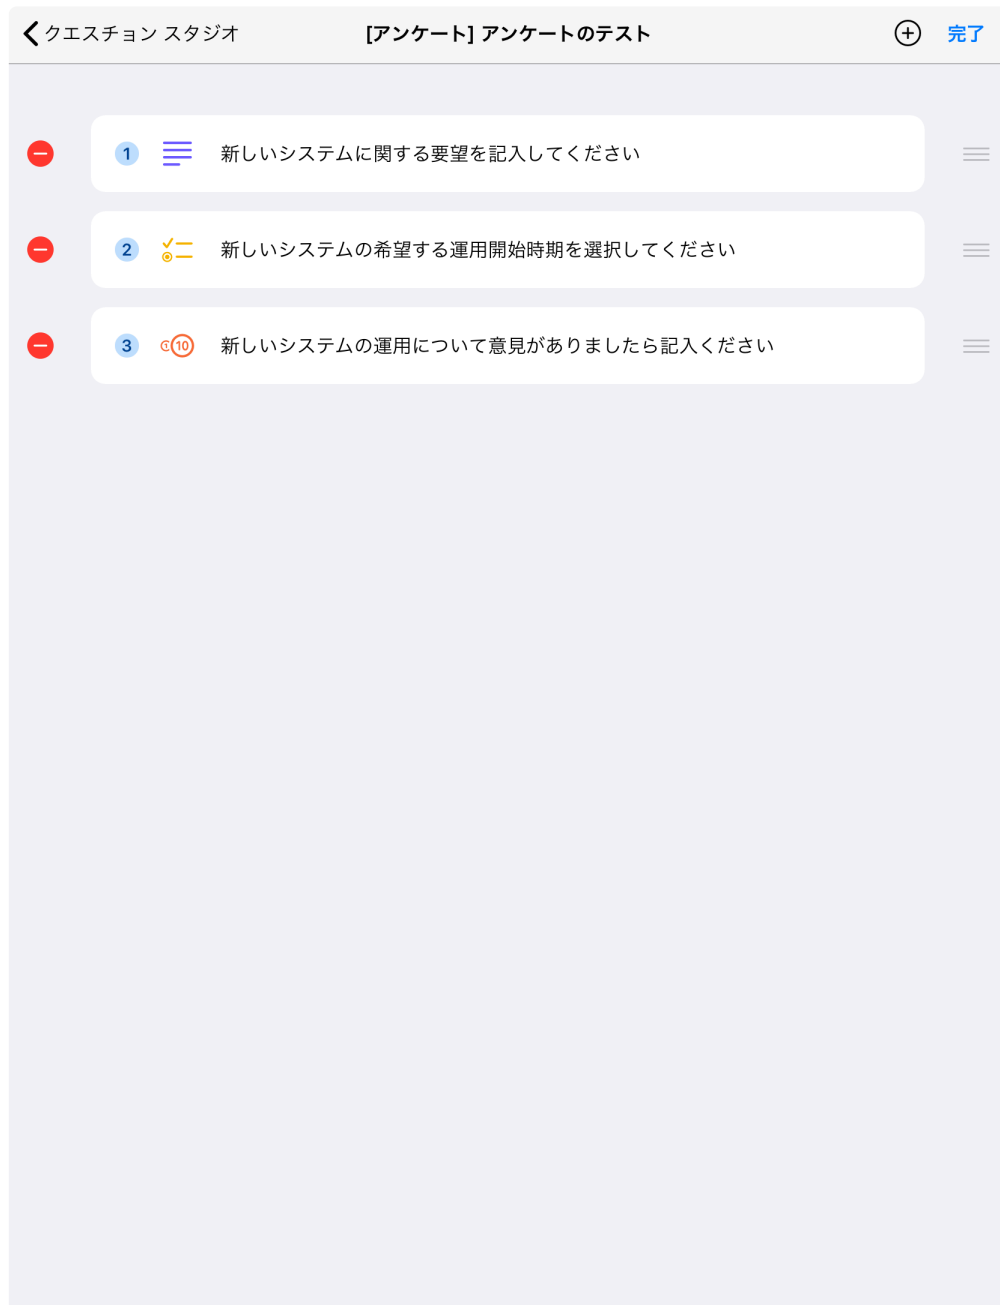 クエスチョン スタジオ
[アンケート] アンケートのテスト
完了
1 新しいシステムに関する要望を記入してください
2 新しいシステムの希望する運用開始時期を選択してください
3 1 10 新しいシステムの運用について意見がありましたら記入ください